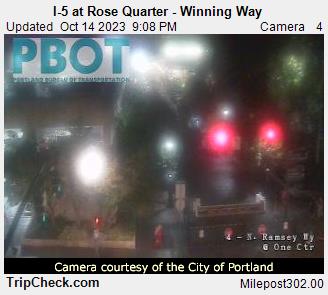 I-5 at Rose Quarter - Winning Way
Updated Oct 14 2023 9:08 PM Camera 4
PBOT
PORTLAND BUREAU OF TRANSPORTATION
4 - N. Ramsey Wy
@ One Ctr
Camera courtesy of the City of Portland
TripCheck.com Milepost302.00